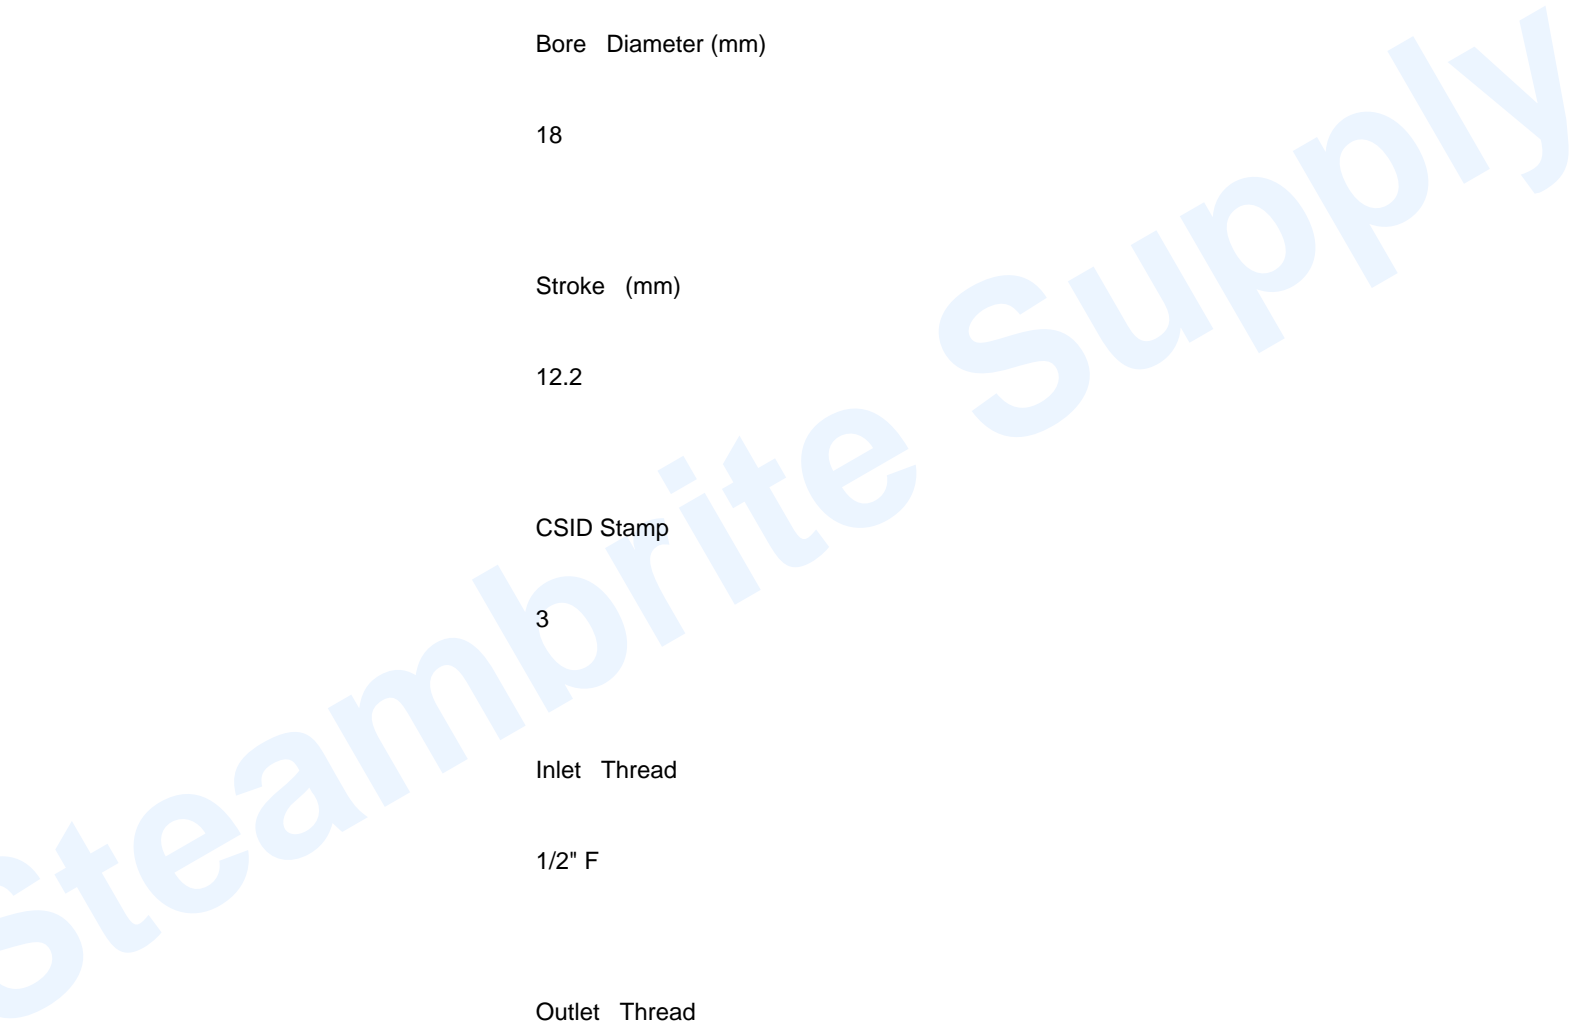 Bore Diameter (mm)
18
Stroke (mm)
12.2
CSID Stamp
3
Inlet Thread
1/2" F
Outlet Thread
Steambrite Supply